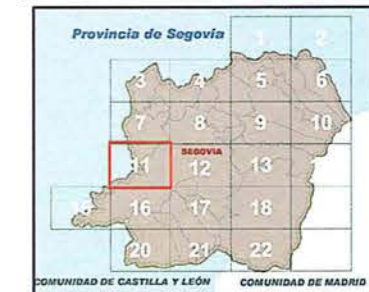 Provincia de Segovia
1 2
3 4 5 6
7 8 9 10
SEGOVIA
11 12 13
16 17 18
20 21 22
COMUNIDAD DE CASTILLA Y LEÓN COMUNIDAD DE MADRID